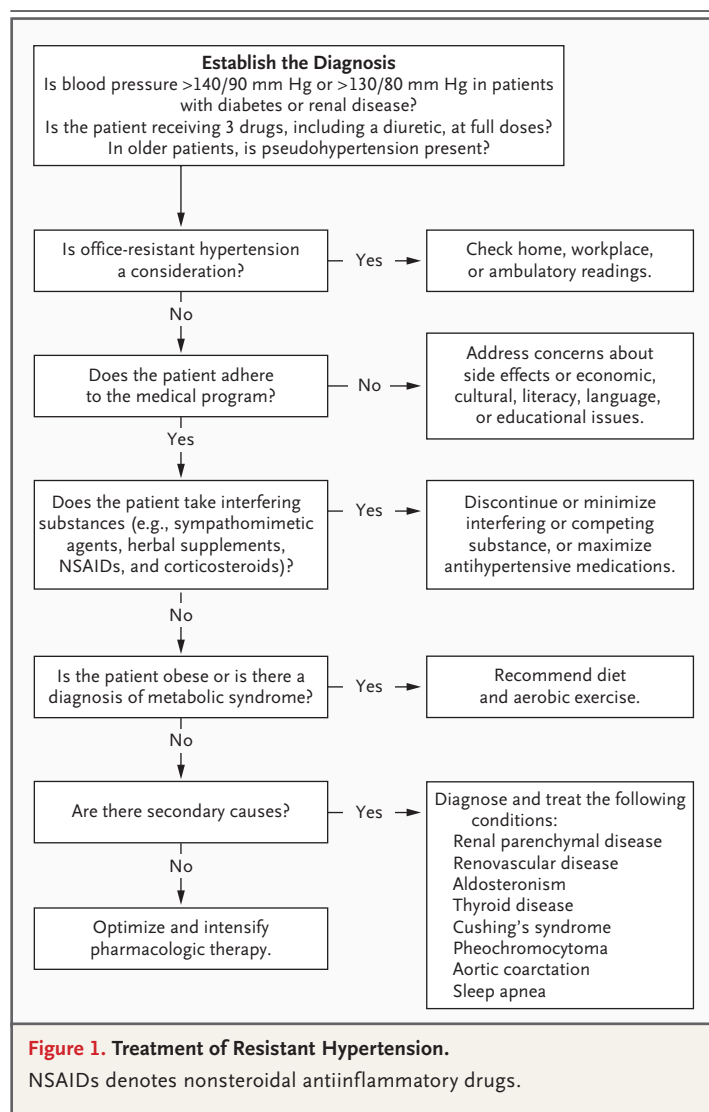 Establish the Diagnosis
Is blood pressure >140/90 mm Hg or >130/80 mm Hg in patients
with diabetes or renal disease?
Is the patient receiving 3 drugs, including a diuretic, at full doses?
In older patients, is pseudohypertension present?
Is office-resistant hypertension
a consideration?
Yes
Check home, workplace,
or ambulatory readings.
No
Does the patient adhere
to the medical program?
No
Address concerns about
side effects or economic,
cultural, literacy, language,
or educational issues.
Yes
Does the patient take interfering
substances (e.g., sympathomimetic
agents, herbal supplements,
NSAIDs, and corticosteroids)?
Yes
Discontinue or minimize
interfering or competing
substance, or maximize
antihypertensive medications.
No
Is the patient obese or is there a
diagnosis of metabolic syndrome?
Yes
Recommend diet
and aerobic exercise.
No
Are there secondary causes?
Yes
Diagnose and treat the following
conditions:
Renal parenchymal disease
Renovascular disease
Aldosteronism
Thyroid disease
Cushing's syndrome
Pheochromocytoma
Aortic coarctation
Sleep apnea
No
Optimize and intensify
pharmacologic therapy.
Figure 1. Treatment of Resistant Hypertension.
NSAIDs denotes nonsteroidal antiinflammatory drugs.